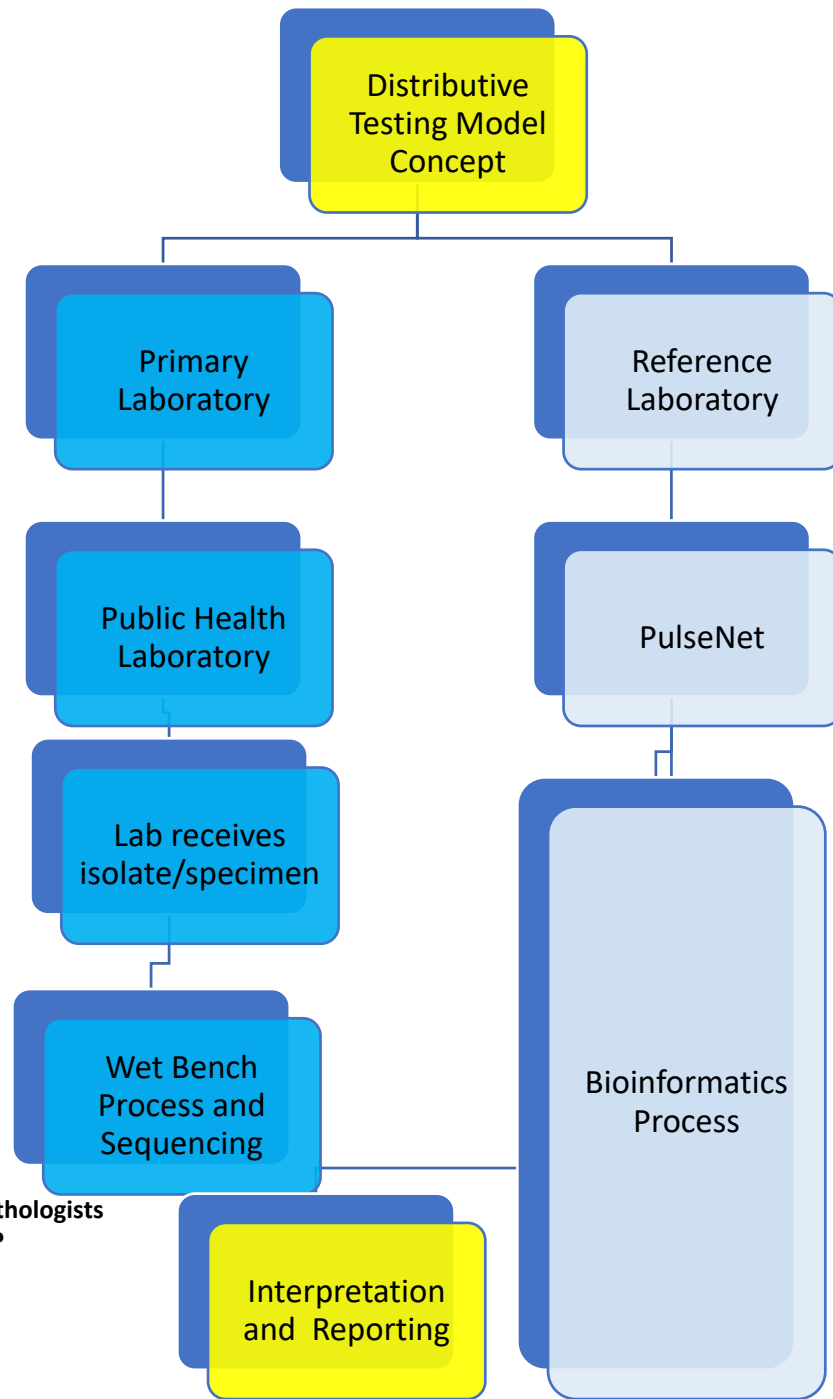 Distributive
Testing Model
Concept
Primary
Laboratory
Reference
Laboratory
Public Health
Laboratory
PulseNet
Lab receives
isolate/specimen
Wet Bench
Process and
Sequencing
Bioinformatics
Process
Interpretation
and Reporting